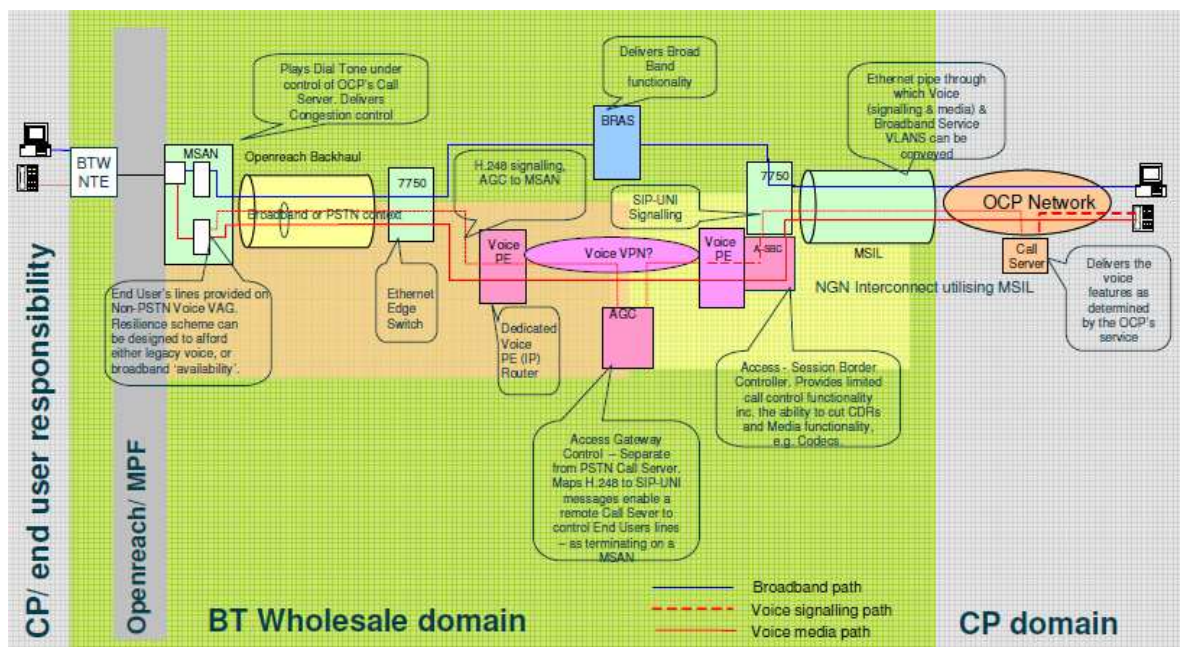 Plays Dial Tone under
control of OCP's Call
Server. Delivers
Congestion control
Delivers Broad
Band
functionality
Ethernet pipe through
which Voice
(signalling & media) &
Broadband Service
VLANS can be
conveyed
BRAS
BTW
NTE
MSAN
Openreach Backhaul
7750
H.248 signalling,
AGC to MSAN
7750
SIP-UNI
Signalling
OCP Network
Broadband or PSTN context
Voice
PE
Voice VPN?
Voice
PE
A-SBC
MSIL
Call
Server
NGN Interconnect utilising MSIL
End User's lines provided on
Non-PSTN Voice VAG.
Resilience scheme can
be designed to afford
either legacy voice, or
broadband 'availability'.
Ethernet
Edge
Switch
Dedicated
Voice
PE (IP)
Router
AGC
Delivers the
voice
features as
determined
by the OCP's
service
Access - Session Border
Controller. Provides limited
call control functionality
inc. the ability to cut CDRs
and Media functionality,
e.g. Codecs.
Access Gateway
Control – Separate
from PSTN Call Server.
Maps H.248 to SIP-UNI
messages enable a
remote Call Sever to
control End Users lines
– as terminating on a
MSAN
CP/ end user responsibility
Openreach/ MPF
BT Wholesale domain
Broadband path
Voice signalling path
Voice media path
CP domain